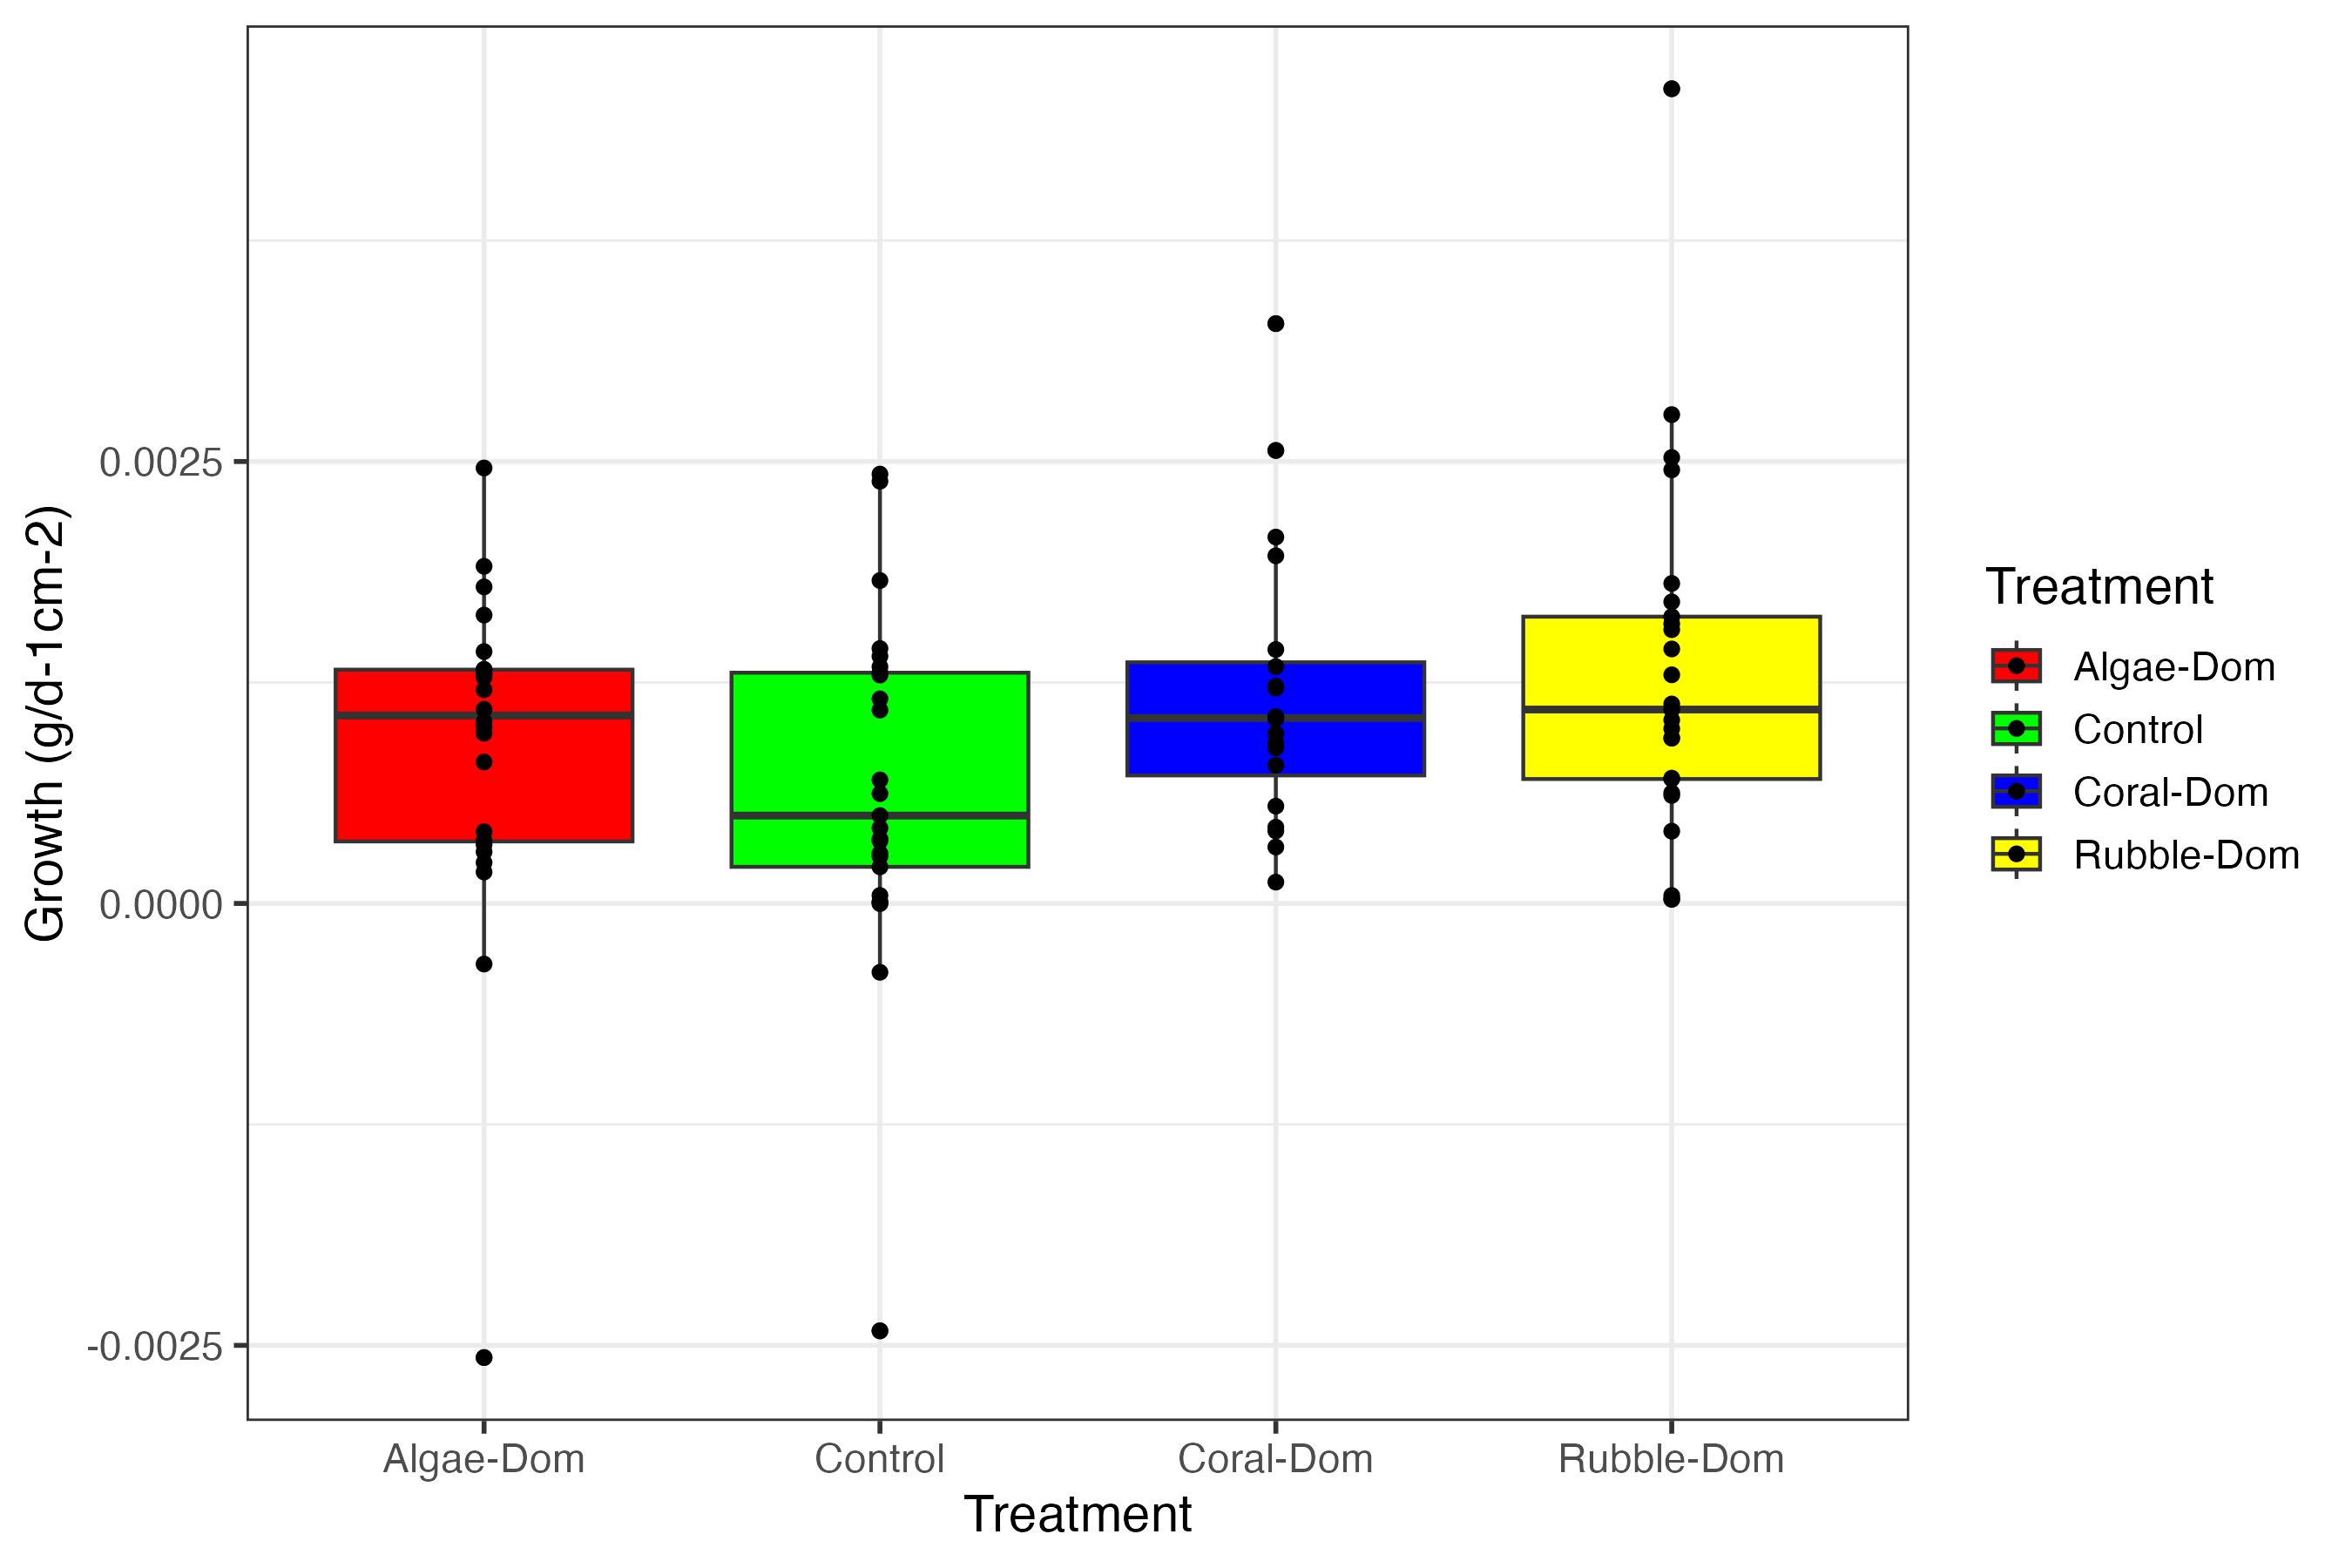 Growth (g/d-1cm-2)
0.0025
0.0000
-0.0025
Algae-Dom
Control
Coral-Dom
Rubble-Dom
Treatment
Treatment
Algae-Dom
Control
Coral-Dom
Rubble-Dom